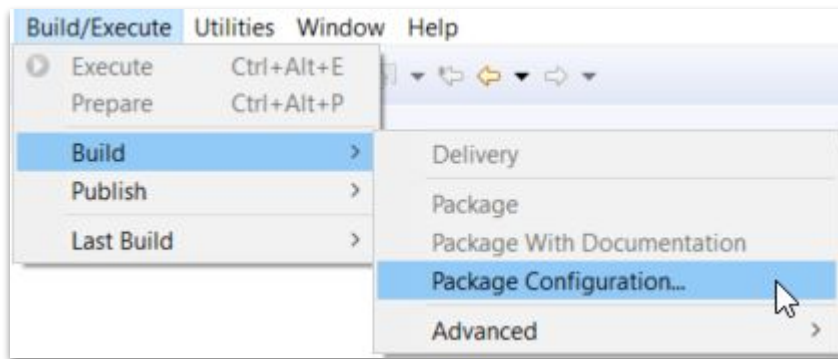 Build/Execute Utilities Window Help
Execute Ctrl+Alt+E
Prepare Ctrl+Alt+P
Build >
Publish >
Last Build >
Delivery
Package
Package With Documentation
Package Configuration...
Advanced >